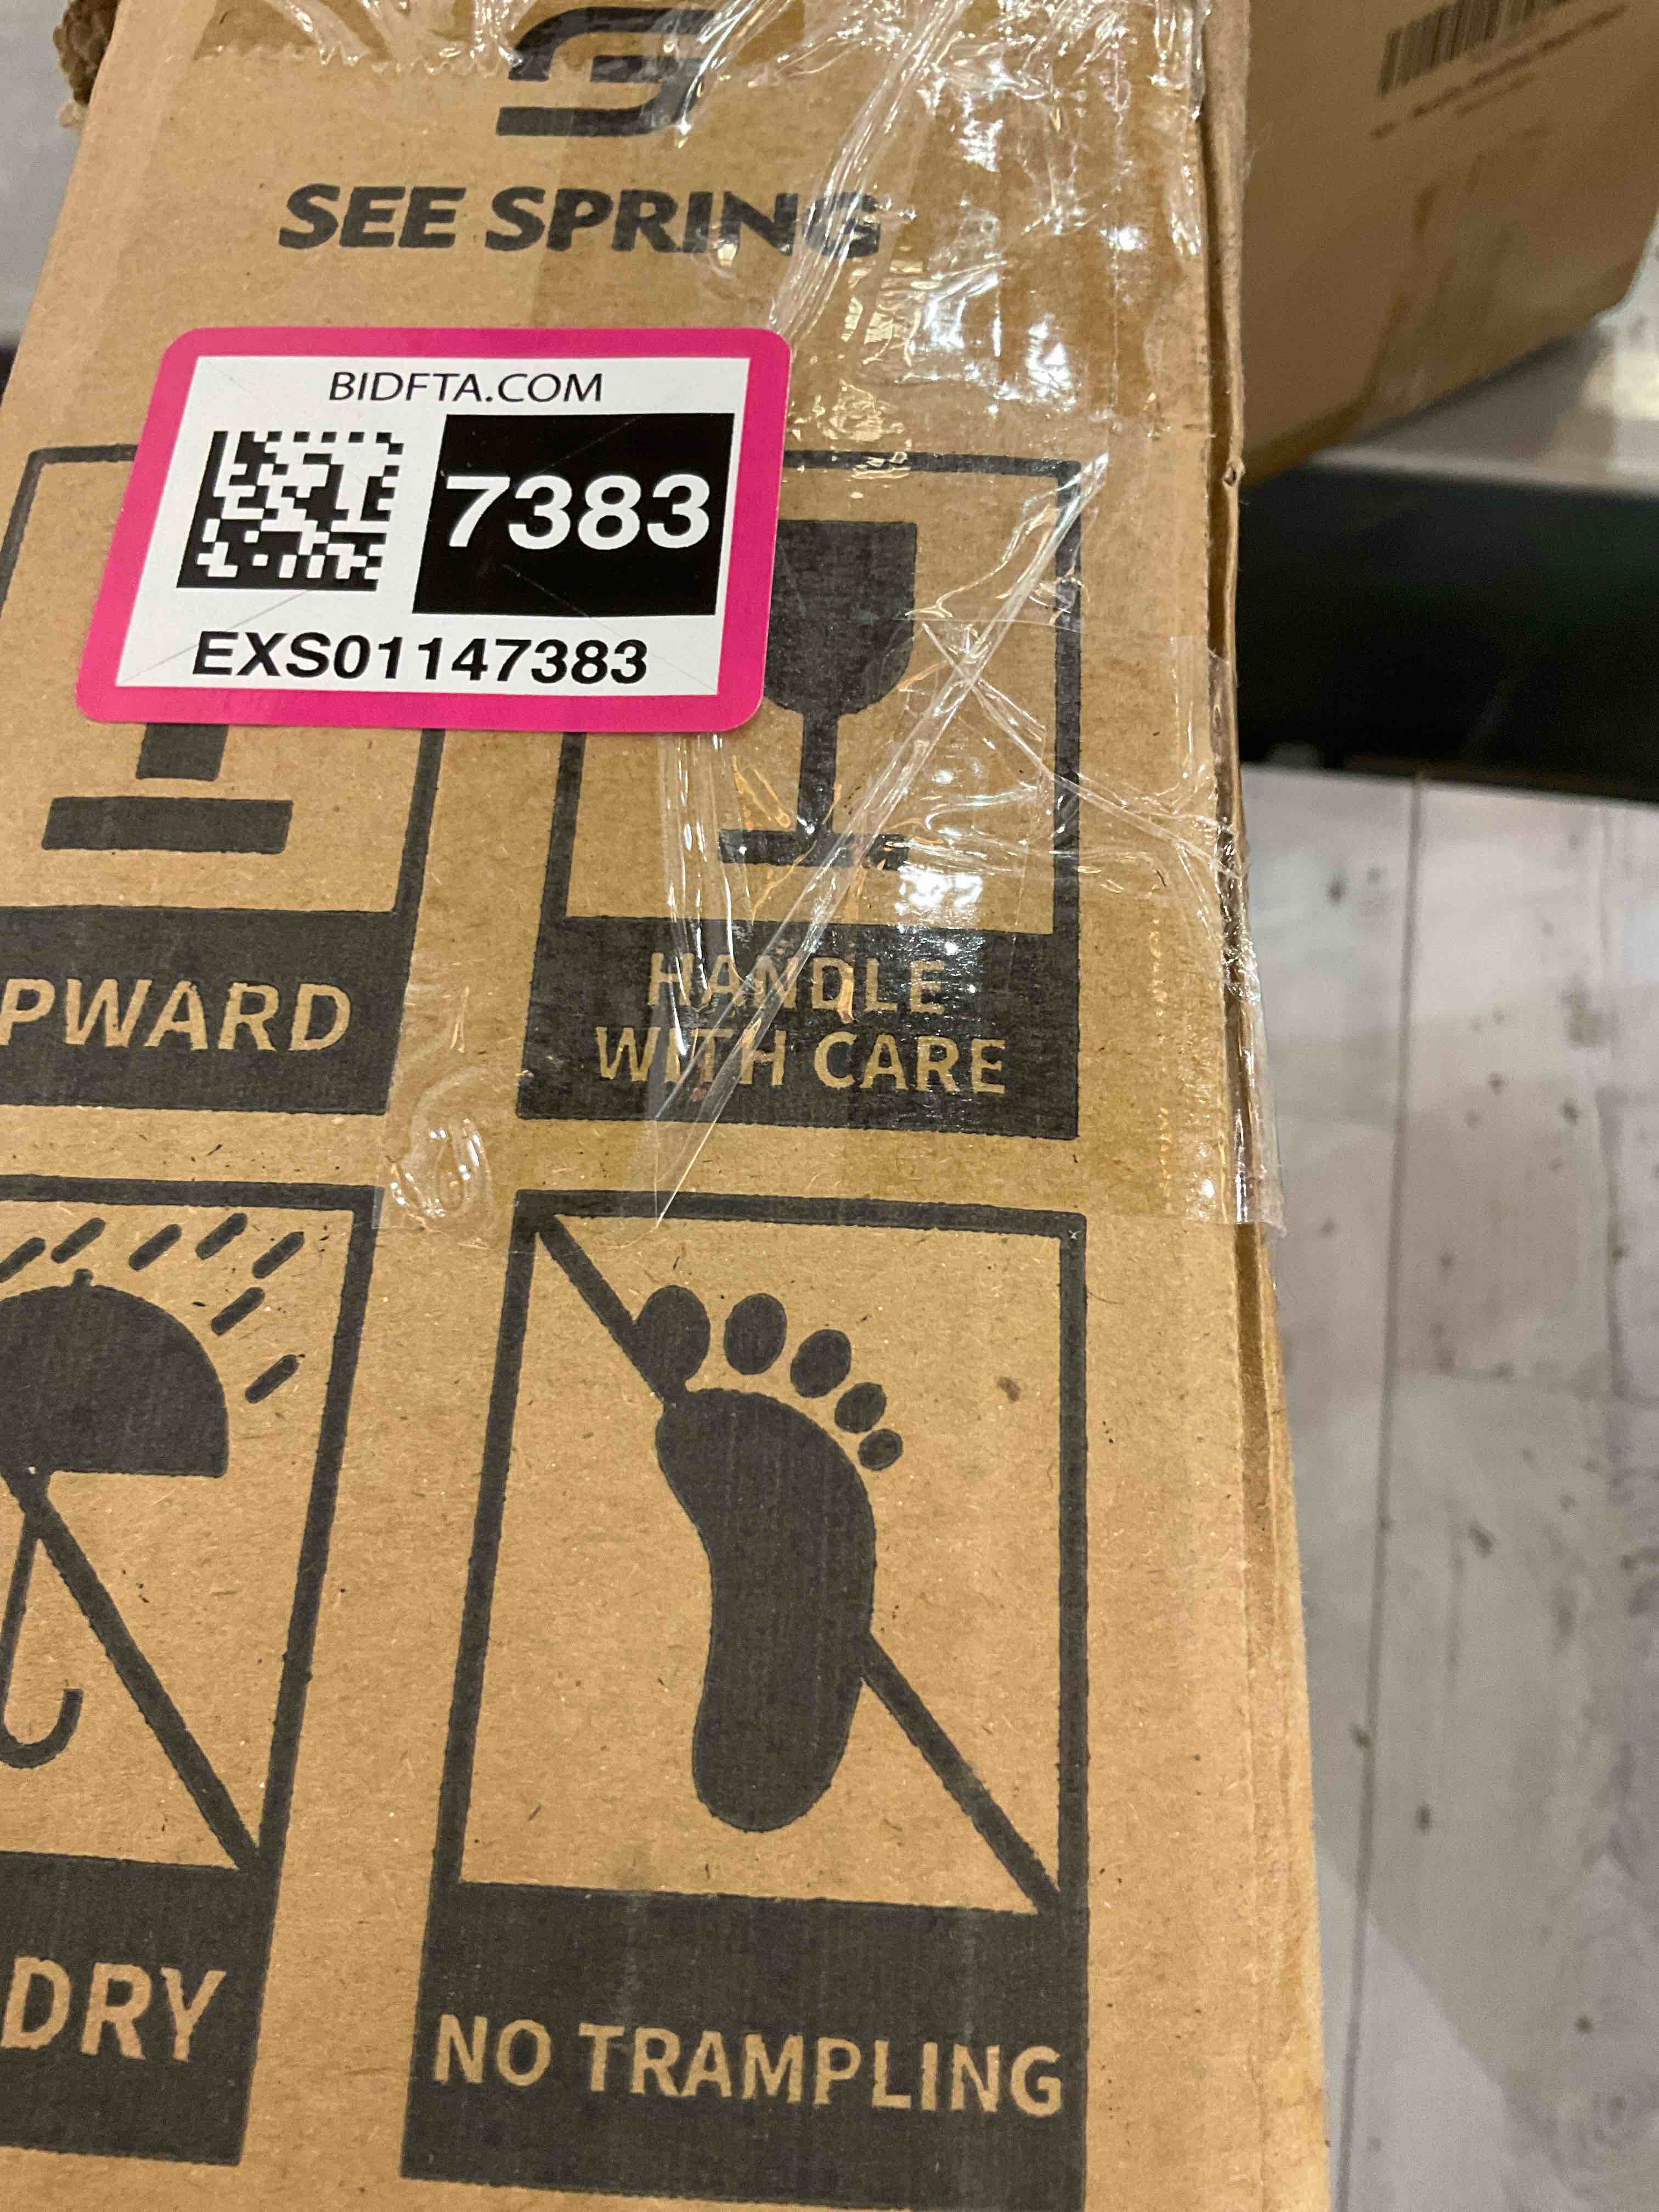 SEE SPRING
BIDFTA.COM
7383
EXS01147383
PWARD
HANDLE
WITH CARE
DRY
NO TRAMPLING